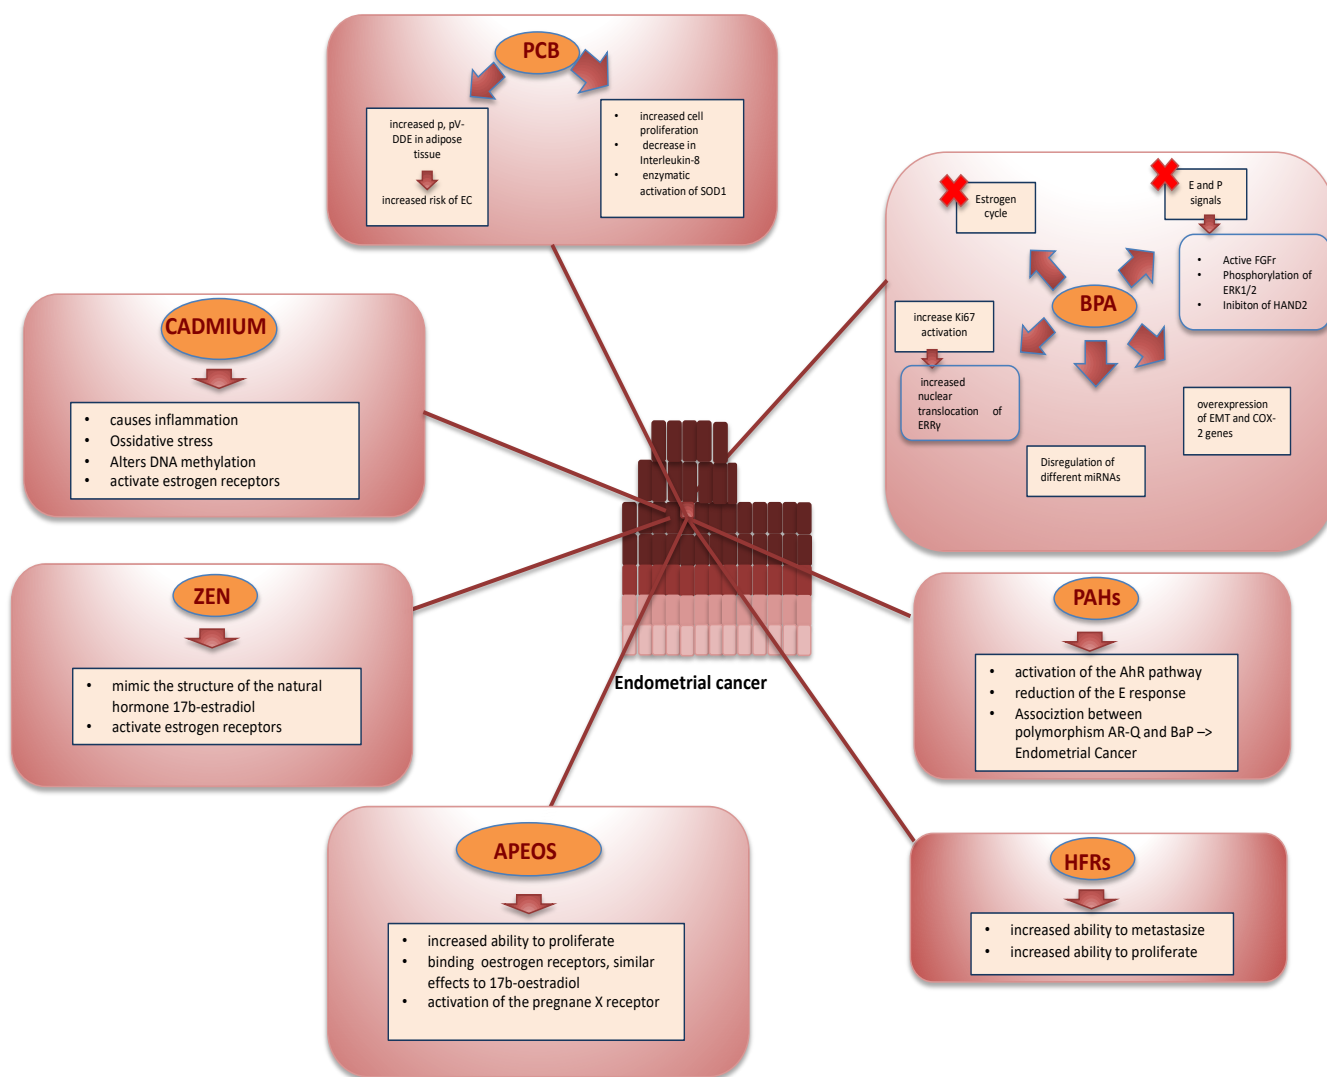 PCB
increased p, pV-
DDE in adipose
tissue
increased risk of EC
• increased cell
proliferation
• decrease in
Interleukin-8
• enzymatic
activation of SOD1
BPA
Estrogen
cycle
E and P
signals
• Active FGFr
• Phosphorylation of
ERK1/2
• Inibiton of HAND2
increase Ki67
activation
increased
nuclear
translocation of
ERRγ
Disregulation of
different miRNAs
overexpression
of EMT and COX-
2 genes
CADMIUM
• causes inflammation
• Ossidative stress
• Alters DNA methylation
• activate estrogen receptors
ZEN
• mimic the structure of the natural
hormone 17b-estradiol
• activate estrogen receptors
Endometrial cancer
PAHs
• activation of the AhR pathway
• reduction of the E response
• Associztion between
polymorphism AR-Q and BaP –>
Endometrial Cancer
APEOS
• increased ability to proliferate
• binding oestrogen receptors, similar
effects to 17b-oestradiol
• activation of the pregnane X receptor
HFRs
• increased ability to metastasize
• increased ability to proliferate